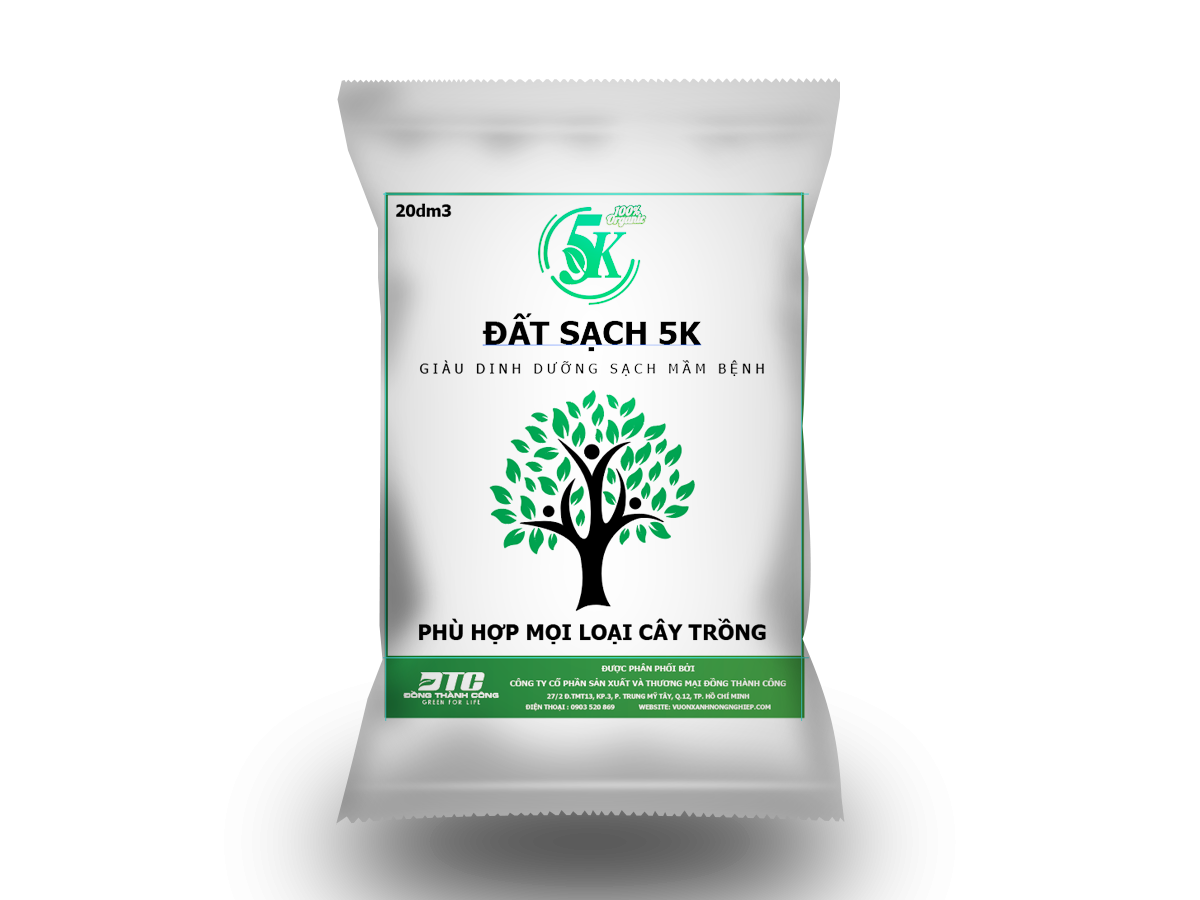 20dm3
100%
Organic
5K
ĐẤT SẠCH 5K
GIÀU DINH DƯỠNG SẠCH MẦM BỆNH
PHÙ HỢP MỌI LOẠI CÂY TRỒNG
DTC
ĐỒNG THÀNH CÔNG
GREEN FOR LIFE
ĐƯỢC PHÂN PHỐI BỞI
CÔNG TY CỔ PHẦN SẢN XUẤT VÀ THƯƠNG MẠI ĐỒNG THÀNH CÔNG
27/2 Đ.TMT13, KP.3, P. TRUNG MỸ TÂY, Q.12, TP. HỒ CHÍ MINH
ĐIỆN THOẠI : 0903 520 869 WEBSITE: VUONXANHNONGNGHIEP.COM